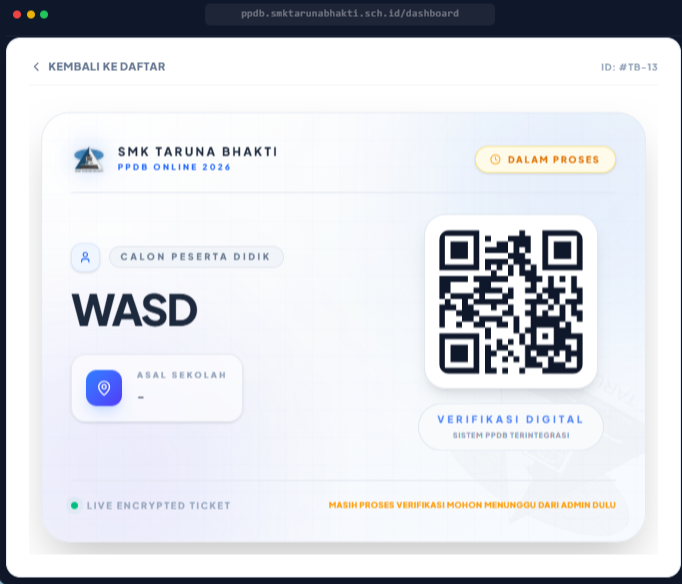 ppdb.smktarunabhakti.sch.id/dashboard
KEMBALI KE DAFTAR
ID: #TB-13
SMK TARUNA BHAKTI
PPDB ONLINE 2026
DALAM PROSES
CALON PESERTA DIDIK
WASD
ASAL SEKOLAH
-
VERIFIKASI DIGITAL
SISTEM PPDB TERINTEGRASI
LIVE ENCRYPTED TICKET
MASIH PROSES VERIFIKASI MOHON MENUNGGU DARI ADMIN DULU